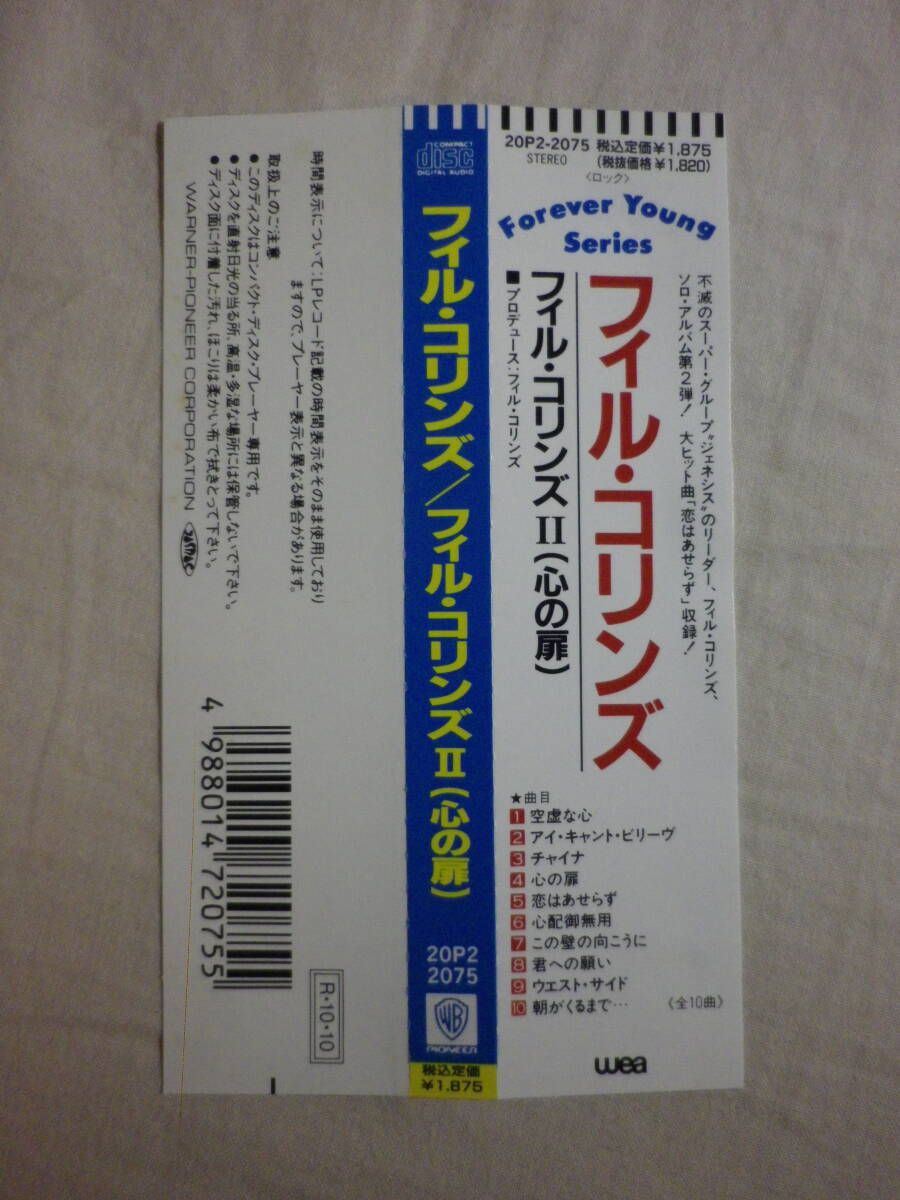 20P2-2075 税込定価¥1,875
STEREO (税抜価格¥1,820)
〈ロック〉
Forever Young
Series
不滅のスーパー・グループ“ジェネシス”のリーダー、フィル・コリンズ、
ソロ・アルバム第2弾! 大ヒット曲「恋はあせらず」収録!
フィル・コリンズ
フィル・コリンズII(心の扉)
■プロデュース:フィル・コリンズ
★曲目
1 空虚な心
2 アイ・キャント・ビリーヴ
3 チャイナ
4 心の扉
5 恋はあせらず
6 心配御無用
7 この壁の向こうに
8 君への願い
9 ウエスト・サイド
10 朝がくるまで…
〈全10曲〉
wea
COMPACT
disc
DIGITAL AUDIO
フィル・コリンズ/フィル・コリンズII(心の扉)
20P2
2075
WB
PIONEER
税込定価
¥1,875
時間表示について:LPレコード記載の時間表示をそのまま使用しており
ますので、プレーヤー表示と異なる場合があります。
取扱上のご注意
●このディスクはコンパクト・ディスク・プレーヤー専用です。
●ディスクを直射日光の当る所、高温・多湿な場所には保管しないで下さい。
●ディスク面に付着した汚れ、ほこりは柔かい布で拭きとって下さい。
WARNER-PIONEER CORPORATION
JASRAC
4 988014 720755
R・10・10